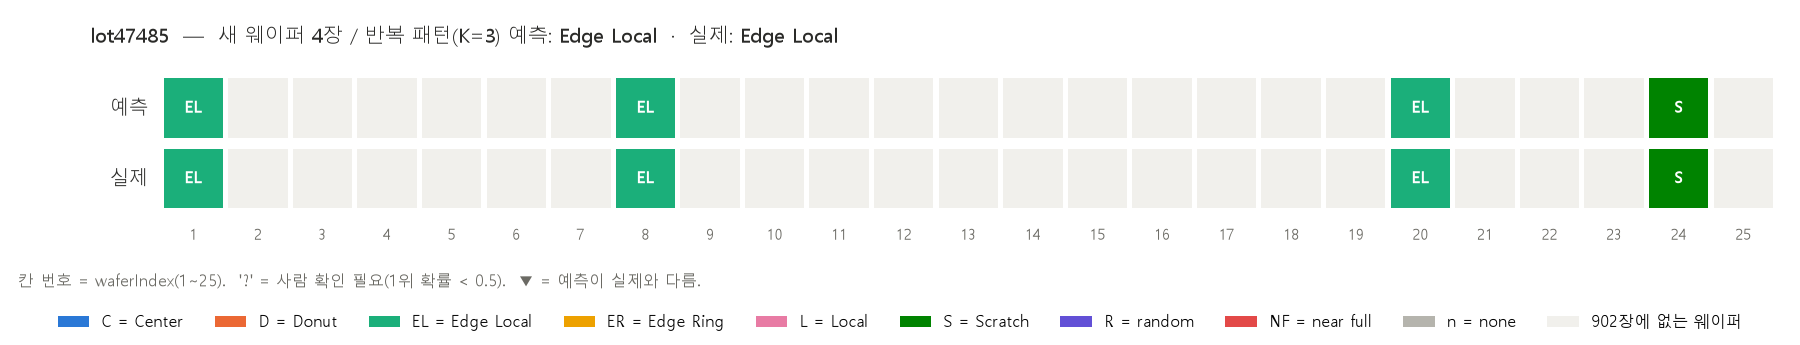 lot47485 — 새 웨이퍼 4장 / 반복 패턴(K=3) 예측: Edge Local · 실제: Edge Local
예측 EL EL EL S
실제 EL EL EL S
1 2 3 4 5 6 7 8 9 10 11 12 13 14 15 16 17 18 19 20 21 22 23 24 25
칸 번호 = waferIndex(1~25). '?' = 사람 확인 필요(1위 확률 < 0.5). ▼ = 예측이 실제와 다름.
C = Center D = Donut EL = Edge Local ER = Edge Ring L = Local S = Scratch R = random NF = near full n = none 902장에 없는 웨이퍼